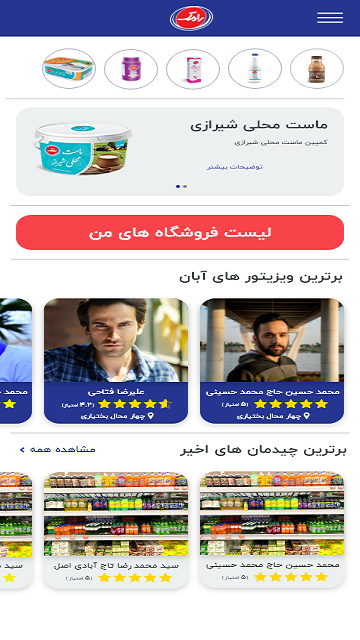 رامک
ماست محلی شیرازی
کمپین ماست محلی شیرازی
توضیحات بیشتر
ماست
محلی شیراز
لیست فروشگاه های من
برترین ویزیتور های آبان
محمد حسین حاج محمد حسینی
(۵ امتیاز)
چهار محال بختیاری
علیرضا فتاحی
(۴.۲ امتیاز)
چهار محال بختیاری
محمد
برترین چیدمان های اخیر
مشاهده همه
محمد حسین حاج محمد حسینی
(۵ امتیاز)
سید محمد رضا تاج آبادی اصل
(۵ امتیاز)
سید م